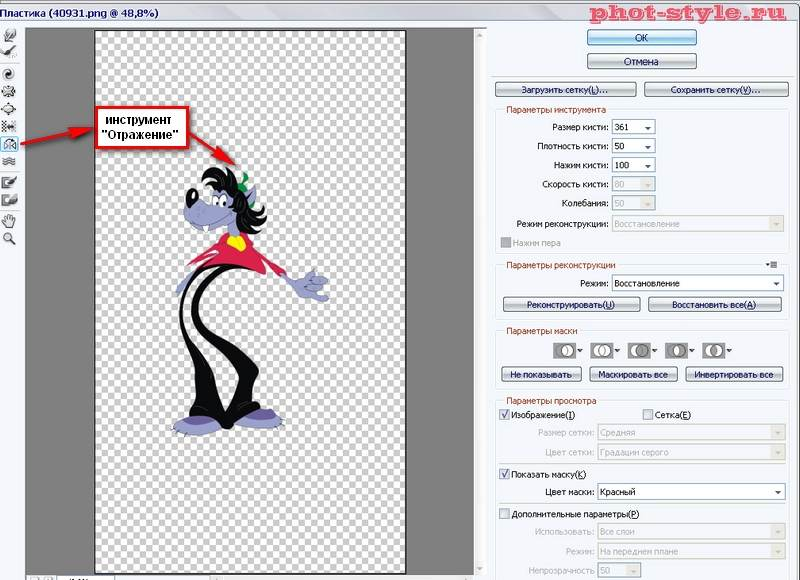 Пластика (40931.png @ 48,8%)
phot-style.ru
OK
Отмена
Загрузить сетку(L)...
Сохранить сетку(V)...
инструмент
"Отражение"
Параметры инструмента
Размер кисти: 361
Плотность кисти: 50
Нажим кисти: 100
Скорость кисти: 80
Колебания: 50
Режим реконструкции: Восстановление
Нажим пера
Параметры реконструкции
Режим: Восстановление
Реконструировать(U)
Восстановить все(A)
Параметры маски
Не показывать
Маскировать все
Инвертировать все
Параметры просмотра
Изображение(I)
Сетка(E)
Размер сетки: Средняя
Цвет сетки: Градации серого
Показать маску(K)
Цвет маски: Красный
Дополнительные параметры(P)
Использовать: Все слои
Режим: На переднем плане
Непрозрачность: 50